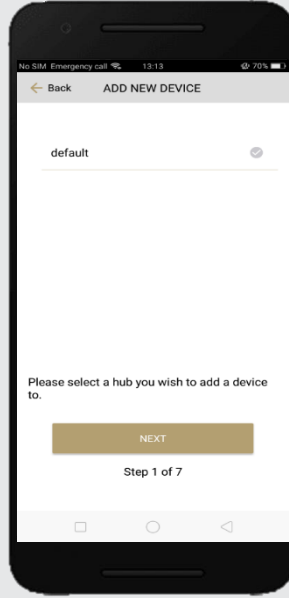 No SIM Emergency call 13:13 70%
Back ADD NEW DEVICE
default
Please select a hub you wish to add a device
to.
NEXT
Step 1 of 7